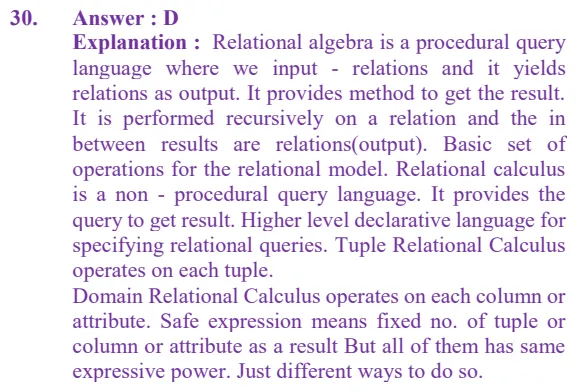 30. Answer : D
Explanation : Relational algebra is a procedural query
language where we input - relations and it yields
relations as output. It provides method to get the result.
It is performed recursively on a relation and the in
between results are relations(output). Basic set of
operations for the relational model. Relational calculus
is a non - procedural query language. It provides the
query to get result. Higher level declarative language for
specifying relational queries. Tuple Relational Calculus
operates on each tuple.
Domain Relational Calculus operates on each column or
attribute. Safe expression means fixed no. of tuple or
column or attribute as a result But all of them has same
expressive power. Just different ways to do so.